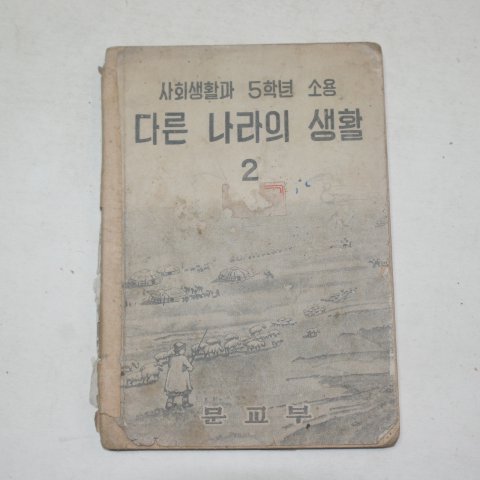 사회생활과 5학년 소용
다른 나라의 생활
2
문교부